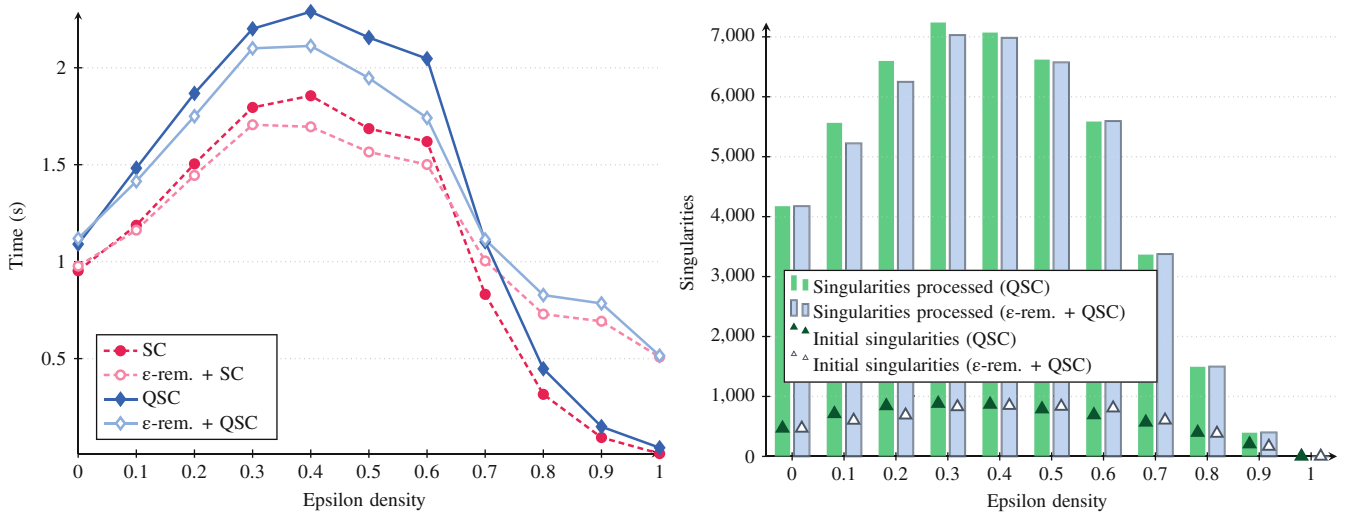 2
1.5
1
0.5
Time (s)
SC
ε-rem. + SC
QSC
ε-rem. + QSC
0 0.1 0.2 0.3 0.4 0.5 0.6 0.7 0.8 0.9 1
Epsilon density
7,000
6,000
5,000
4,000
3,000
2,000
1,000
0
Singularities
Singularities processed (QSC)
Singularities processed (ε-rem. + QSC)
Initial singularities (QSC)
Initial singularities (ε-rem. + QSC)
0 0.1 0.2 0.3 0.4 0.5 0.6 0.7 0.8 0.9 1
Epsilon density